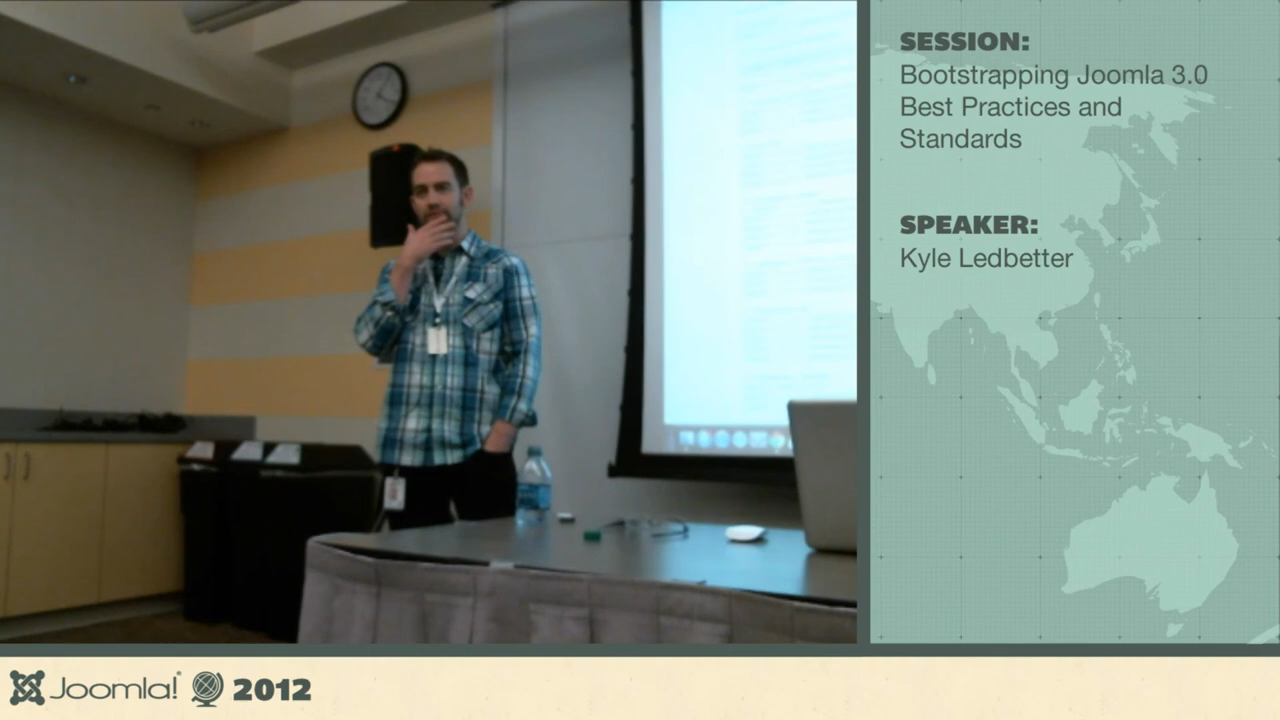 SESSION:
Bootstrapping Joomla 3.0
Best Practices and
Standards
SPEAKER:
Kyle Ledbetter
Joomla!® 2012